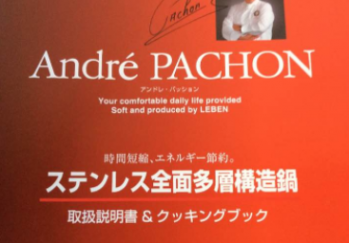 André PACHON
アンドレ・パッション
Your comfortable daily life provided
Soft and produced by LEBEN
時間短縮、エネルギー節約。
ステンレス全面多層構造鍋
取扱説明書 & クッキングブック